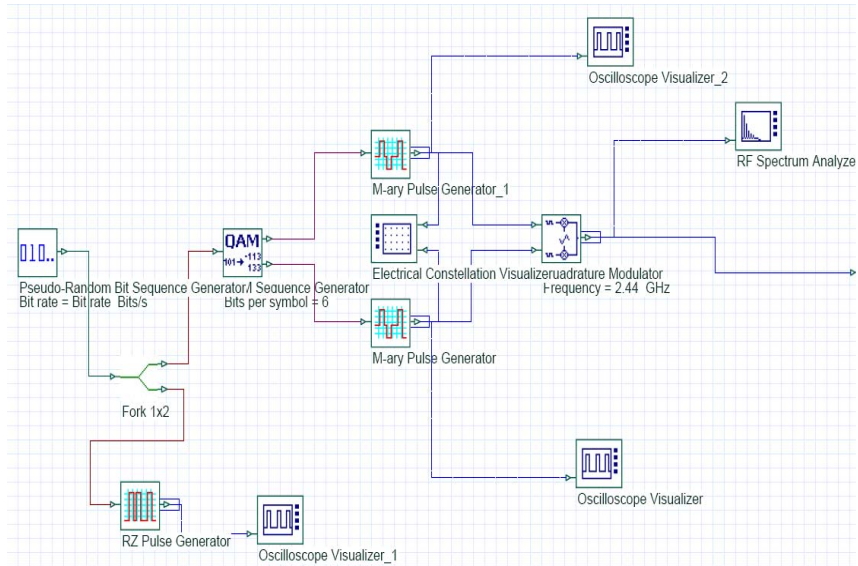 Oscilloscope Visualizer_2
RF Spectrum Analyze
M-ary Pulse Generator_1
QAM
101 → -113
133
010..
Electrical Constellation Visualizeruadrature Modulator
Frequency = 2.44 GHz
Pseudo-Random Bit Sequence Generator/I Sequence Generator
Bit rate = Bit rate Bits/s
Bits per symbol = 6
M-ary Pulse Generator
Fork 1x2
Oscilloscope Visualizer
RZ Pulse Generator
Oscilloscope Visualizer_1